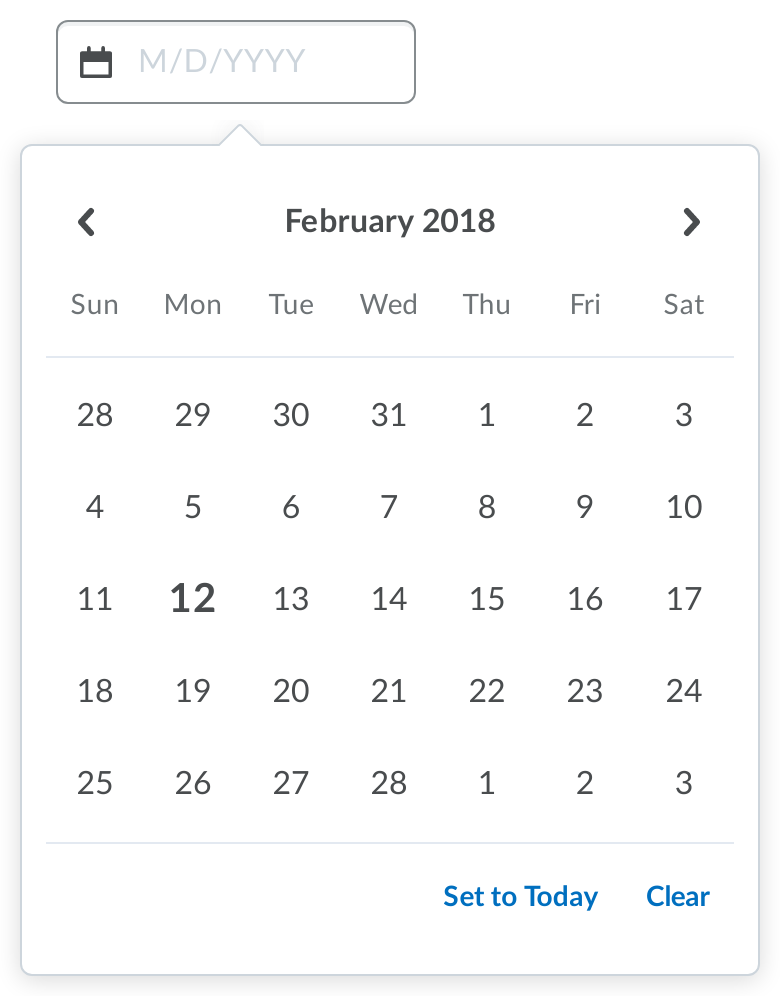 M/D/YYYY
February 2018
Sun Mon Tue Wed Thu Fri Sat
28 29 30 31 1 2 3
4 5 6 7 8 9 10
11 12 13 14 15 16 17
18 19 20 21 22 23 24
25 26 27 28 1 2 3
Set to Today Clear